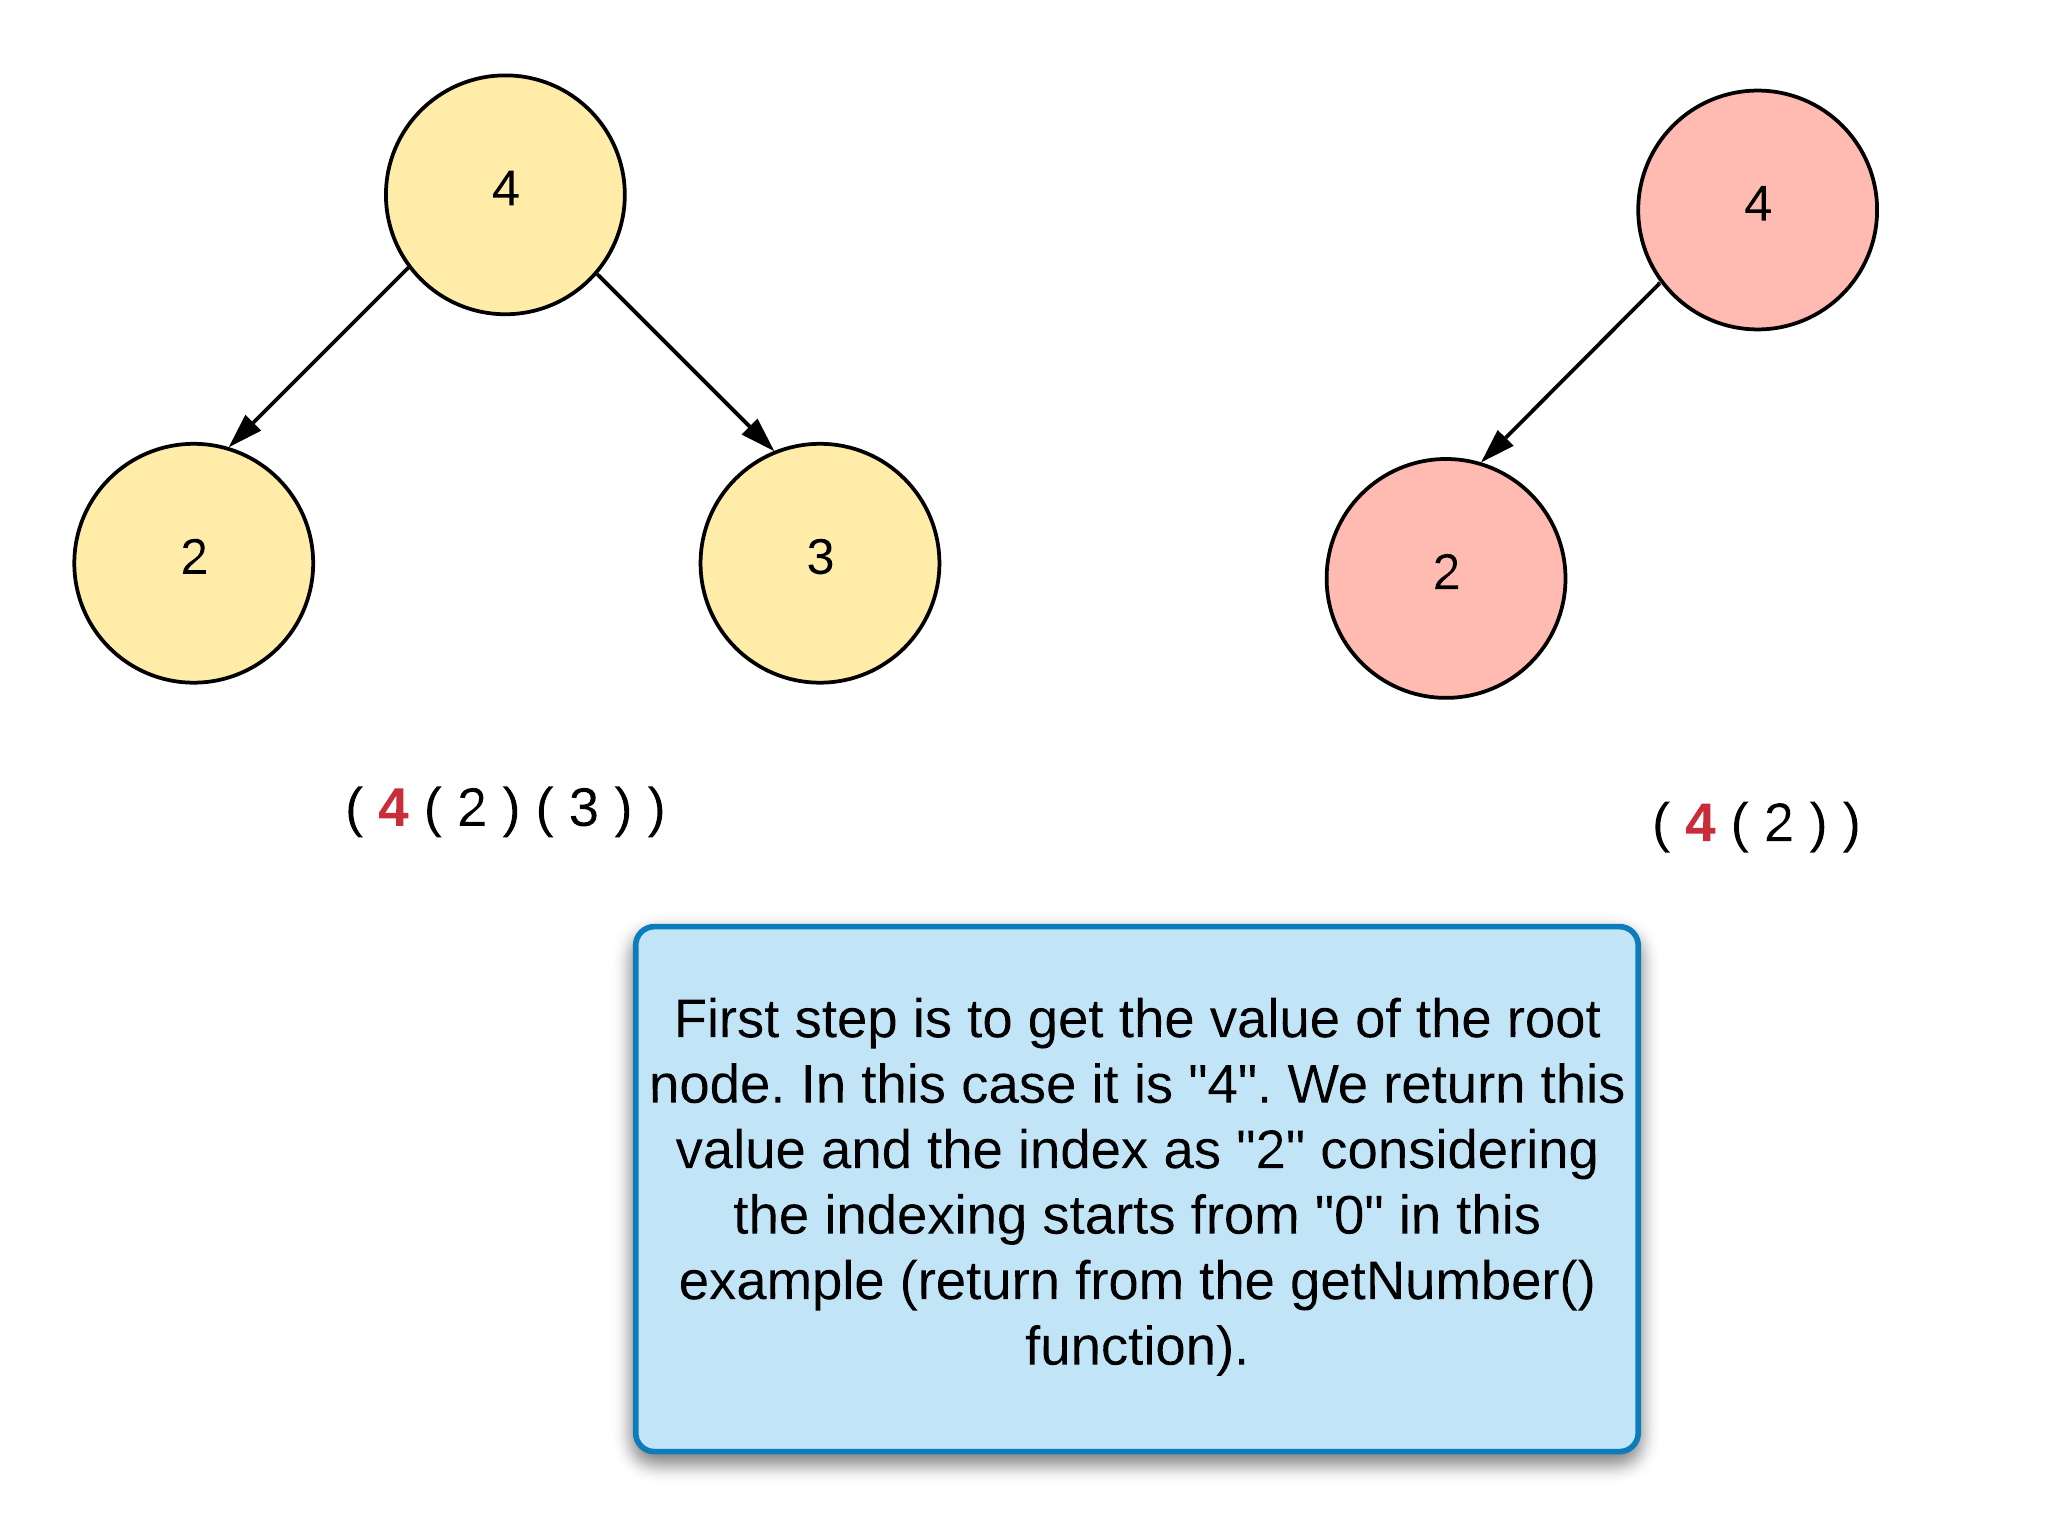 4
4
2
3
2
( 4 ( 2 ) ( 3 ) )
( 4 ( 2 ) )
First step is to get the value of the root
node. In this case it is "4". We return this
value and the index as "2" considering
the indexing starts from "0" in this
example (return from the getNumber()
function).